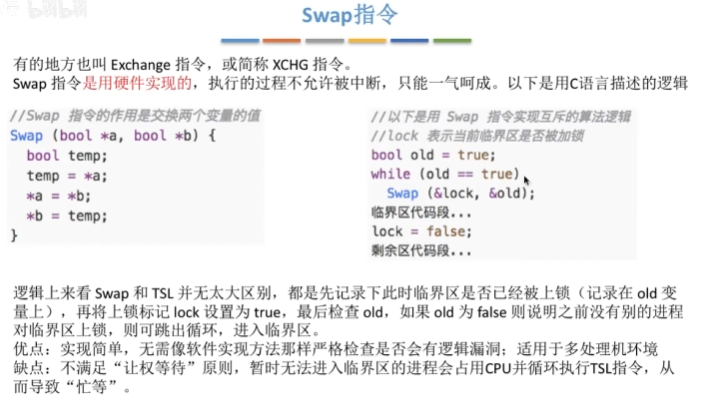 Swap指令
有的地方也叫 Exchange 指令，或简称 XCHG 指令。
Swap 指令是用硬件实现的，执行的过程不允许被中断，只能一气呵成。以下是用C语言描述的逻辑
//Swap 指令的作用是交换两个变量的值
Swap (bool *a, bool *b) {
bool temp;
temp = *a;
*a = *b;
*b = temp;
}
//以下是用 Swap 指令实现互斥的算法逻辑
//lock 表示当前临界区是否被加锁
bool old = true;
while (old == true)
Swap (&lock, &old);
临界区代码段...
lock = false;
剩余区代码段...
逻辑上来看 Swap 和 TSL 并无太大区别，都是先记录下此时临界区是否已经被上锁（记录在 old 变
量上），再将上锁标记 lock 设置为 true，最后检查 old，如果 old 为 false 则说明之前没有别的进程
对临界区上锁，则可跳出循环，进入临界区。
优点：实现简单，无需像软件实现方法那样严格检查是否会有逻辑漏洞；适用于多处理机环境
缺点：不满足“让权等待”原则，暂时无法进入临界区的进程会占用CPU并循环执行TSL指令，从
而导致“忙等”。